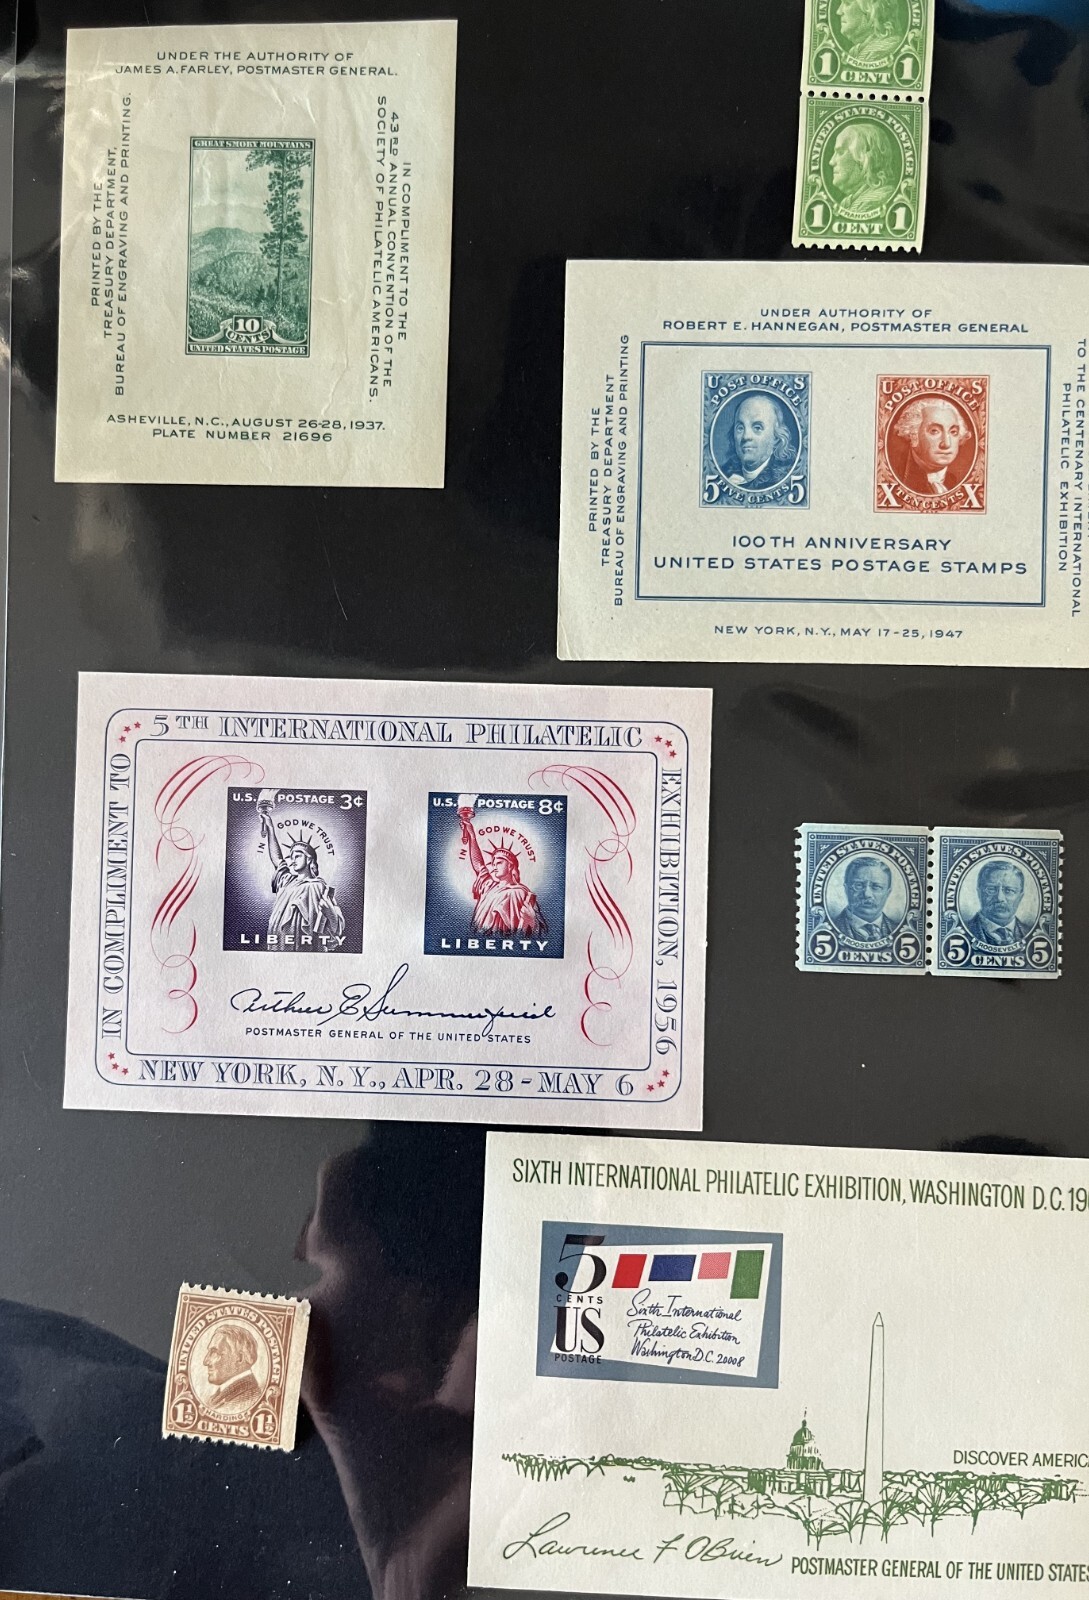 UNDER THE AUTHORITY OF
JAMES A. FARLEY, POSTMASTER GENERAL.
PRINTED BY THE
TREASURY DEPARTMENT,
BUREAU OF ENGRAVING AND PRINTING.
GREAT SMOKY MOUNTAINS
10
CENTS
UNITED STATES POSTAGE
IN COMPLIMENT TO THE
43RD ANNUAL CONVENTION OF THE
SOCIETY OF PHILATELIC AMERICANS.
ASHEVILLE, N.C., AUGUST 26-28, 1937.
PLATE NUMBER 21696
FRANKLIN
1 CENT 1
UNITED STATES POSTAGE
FRANKLIN
1 CENT 1
UNDER AUTHORITY OF
ROBERT E. HANNEGAN, POSTMASTER GENERAL
PRINTED BY THE
TREASURY DEPARTMENT
BUREAU OF ENGRAVING AND PRINTING
U S
POST OFFICE
5 FIVE CENTS 5
U S
POST OFFICE
X TEN CENTS X
TO THE CENTENARY INTERNATIONAL
PHILATELIC EXHIBITION
100TH ANNIVERSARY
UNITED STATES POSTAGE STAMPS
NEW YORK, N.Y., MAY 17-25, 1947
IN COMPLIMENT TO
5TH INTERNATIONAL PHILATELIC
EXHIBITION, 1956
U.S. POSTAGE 3¢
IN GOD WE TRUST
LIBERTY
U.S. POSTAGE 8¢
IN GOD WE TRUST
LIBERTY
Arthur E Summerfield
POSTMASTER GENERAL OF THE UNITED STATES
NEW YORK, N.Y., APR. 28-MAY 6
UNITED STATES POSTAGE
ROOSEVELT
5 CENTS 5
UNITED STATES POSTAGE
ROOSEVELT
5 CENTS 5
UNITED STATES POSTAGE
HARDING
1½ CENTS 1½
SIXTH INTERNATIONAL PHILATELIC EXHIBITION, WASHINGTON D.C. 19
5
CENTS
US
POSTAGE
Sixth International
Philatelic Exhibition
Washington D.C. 20008
DISCOVER AMERICA
Lawrence F O'Brien
POSTMASTER GENERAL OF THE UNITED STATES